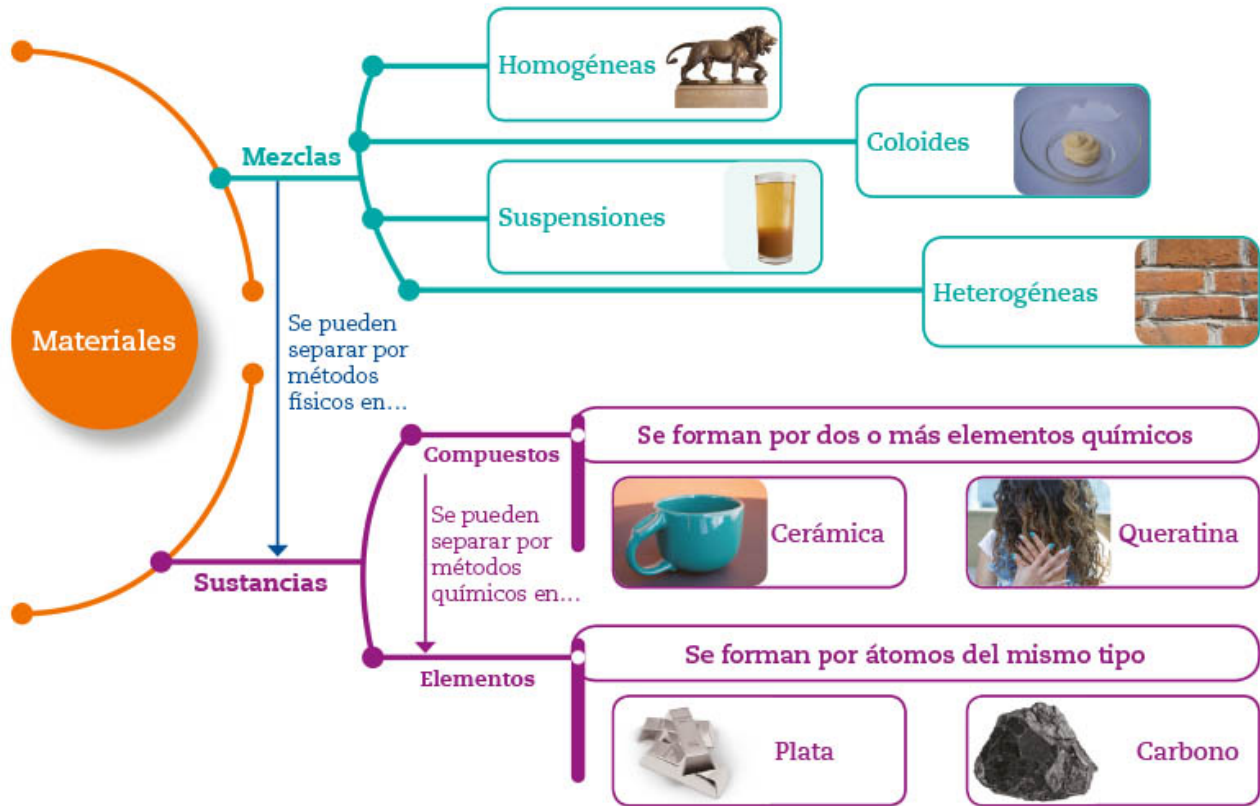 Materiales
Mezclas
Homogéneas
Coloides
Suspensiones
Heterogéneas
Se pueden
separar por
métodos
físicos en...
Sustancias
Compuestos
Se forman por dos o más elementos químicos
Cerámica
Queratina
Se pueden
separar por
métodos
químicos en...
Elementos
Se forman por átomos del mismo tipo
Plata
Carbono